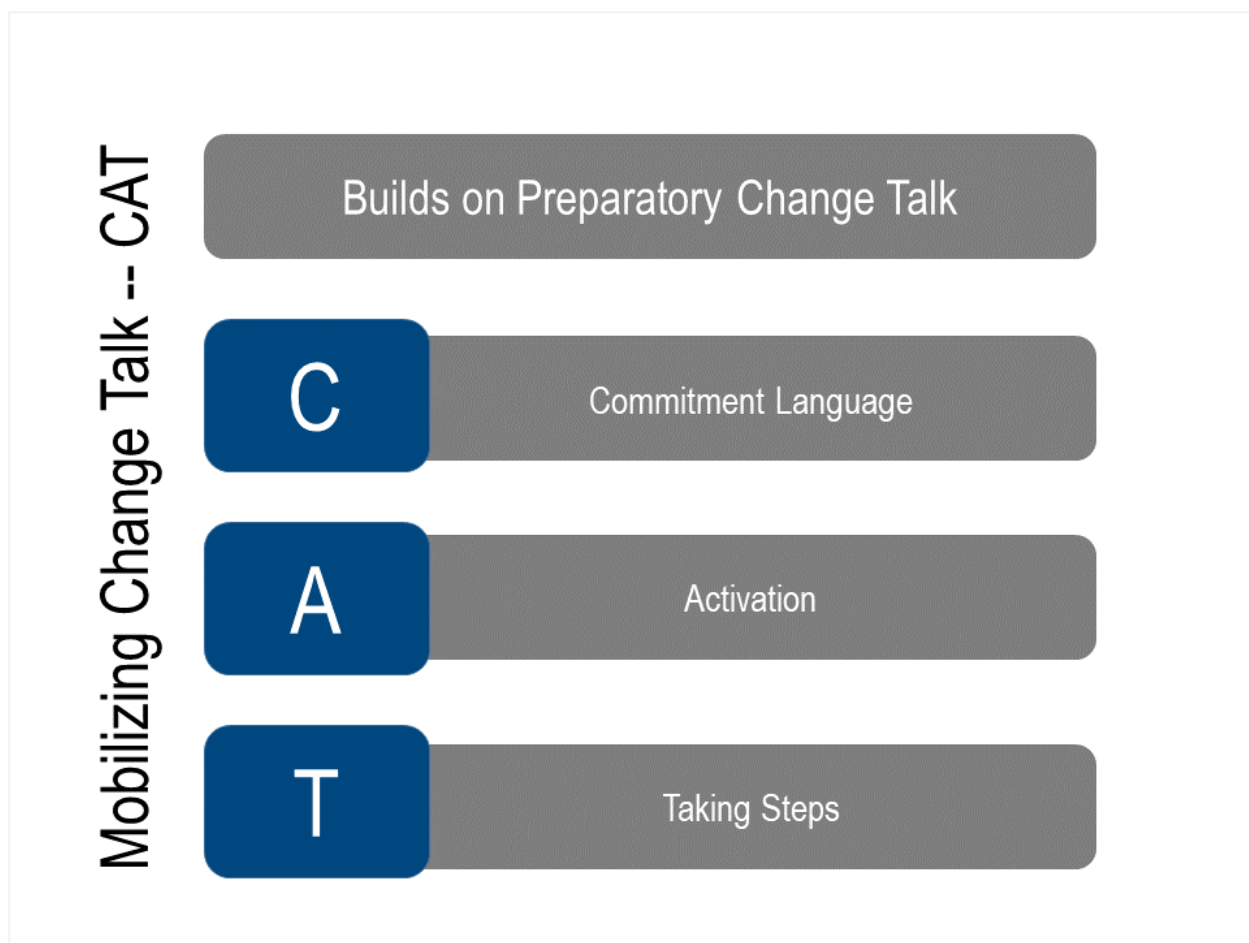 Mobilizing Change Talk -- CAT
Builds on Preparatory Change Talk
C
Commitment Language
A
Activation
T
Taking Steps